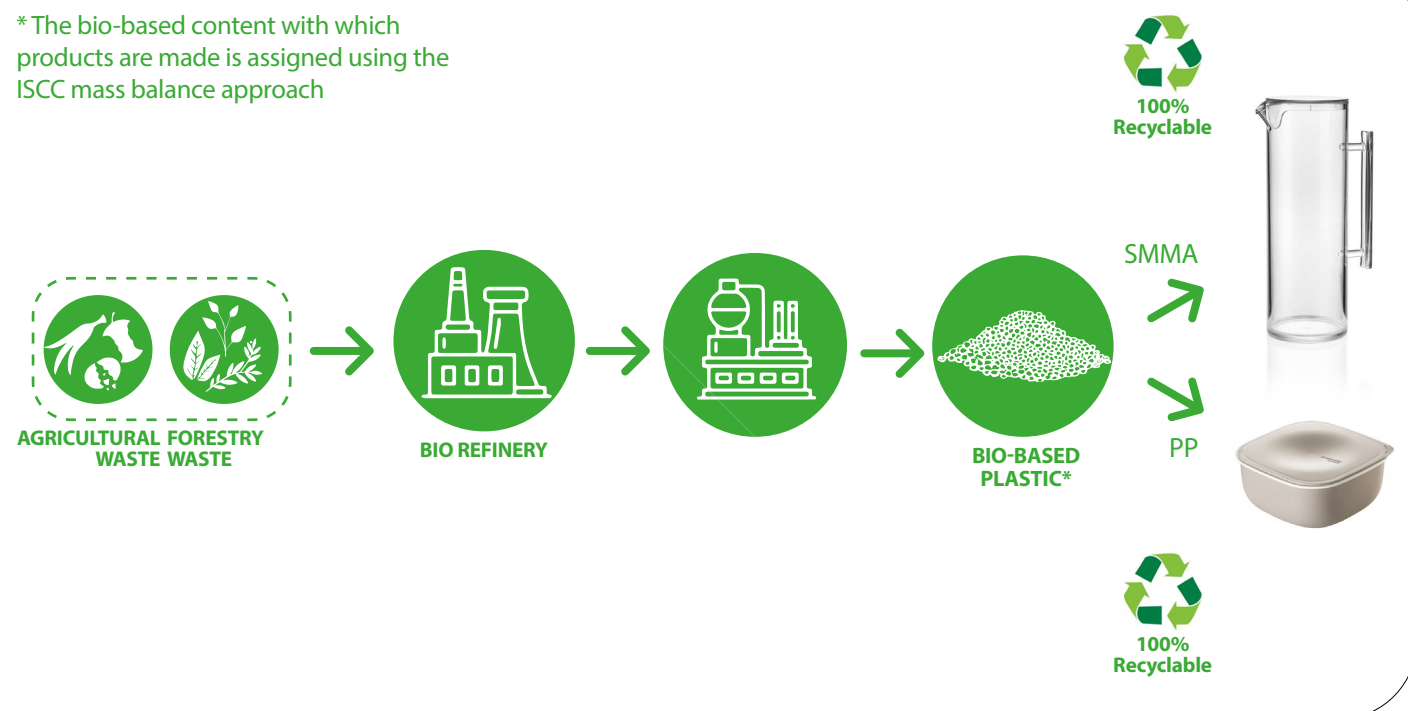 * The bio-based content with which
products are made is assigned using the
ISCC mass balance approach
100%
Recyclable
SMMA
AGRICULTURAL FORESTRY
WASTE WASTE
BIO REFINERY
BIO-BASED
PLASTIC*
PP
100%
Recyclable